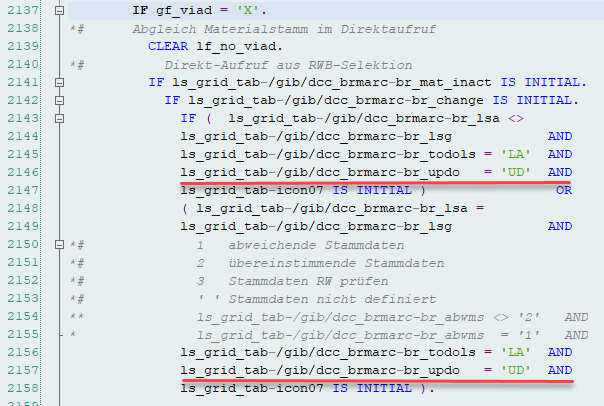 2137 IF gf_viad = 'X'.
2138 *# Abgleich Materialstamm im Direktaufruf
2139 CLEAR lf_no_viad.
2140 *# Direkt-Aufruf aus RWB-Selektion
2141 IF ls_grid_tab-/gib/dcc_brmarc-br_mat_inact IS INITIAL.
2142 IF ls_grid_tab-/gib/dcc_brmarc-br_change IS INITIAL.
2143 IF ( ls_grid_tab-/gib/dcc_brmarc-br_lsa <>
2144 ls_grid_tab-/gib/dcc_brmarc-br_lsg AND
2145 ls_grid_tab-/gib/dcc_brmarc-br_todols = 'LA' AND
2146 ls_grid_tab-/gib/dcc_brmarc-br_updo = 'UD' AND
2147 ls_grid_tab-icon07 IS INITIAL ) OR
2148 ( ls_grid_tab-/gib/dcc_brmarc-br_lsa =
2149 ls_grid_tab-/gib/dcc_brmarc-br_lsg AND
2150 *# 1 abweichende Stammdaten
2151 *# 2 übereinstimmende Stammdaten
2152 *# 3 Stammdaten RW prüfen
2153 *# ' ' Stammdaten nicht definiert
2154 ** ls_grid_tab-/gib/dcc_brmarc-br_abwms <> '2' AND
2155 * ls_grid_tab-/gib/dcc_brmarc-br_abwms = '1' AND
2156 ls_grid_tab-/gib/dcc_brmarc-br_todols = 'LA' AND
2157 ls_grid_tab-/gib/dcc_brmarc-br_updo = 'UD' AND
2158 ls_grid_tab-icon07 IS INITIAL ).